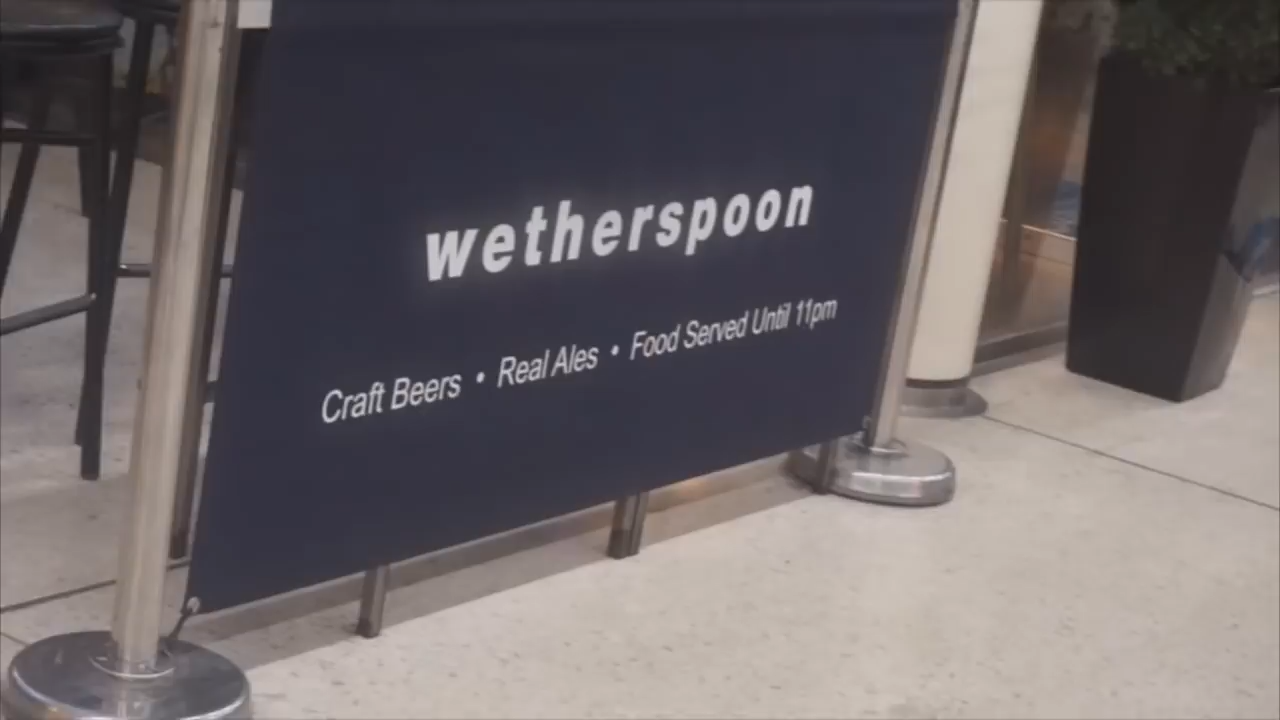 wetherspoon
Craft Beers • Real Ales • Food Served Until 11pm